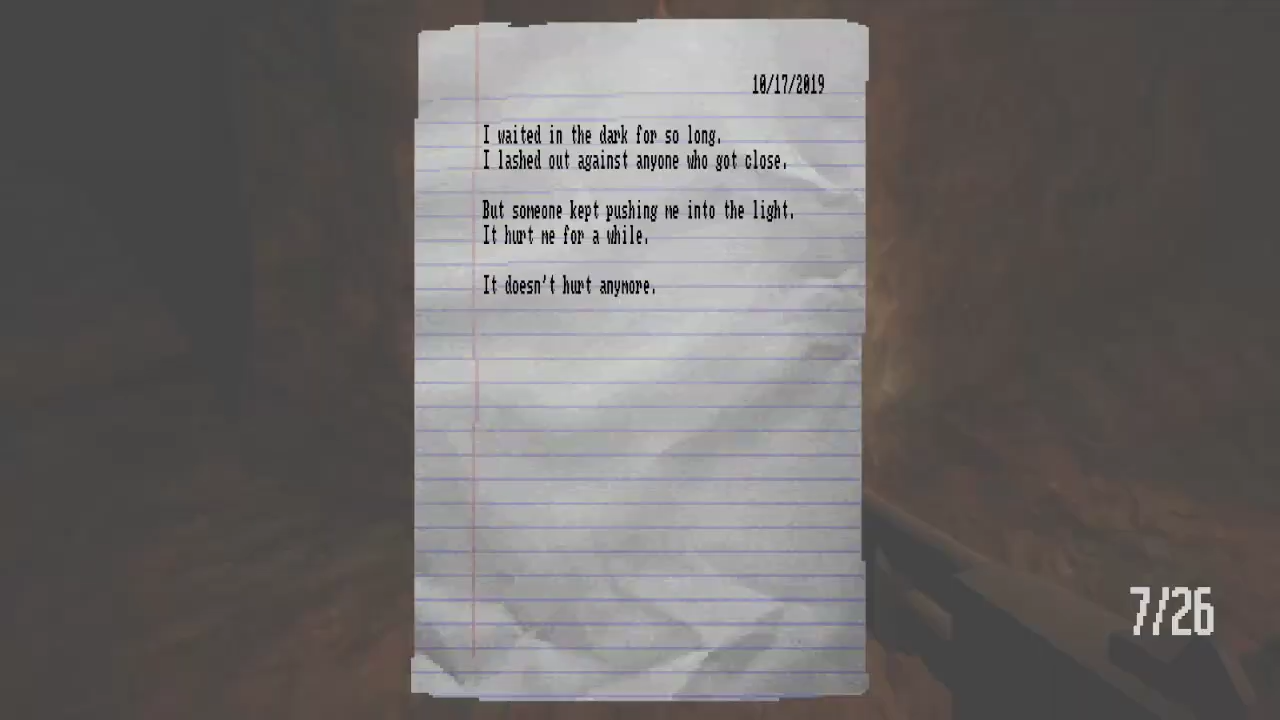 10/17/2019
I waited in the dark for so long.
I lashed out against anyone who got close.
But someone kept pushing me into the light.
It hurt me for a while.
It doesn't hurt anymore.
7/26